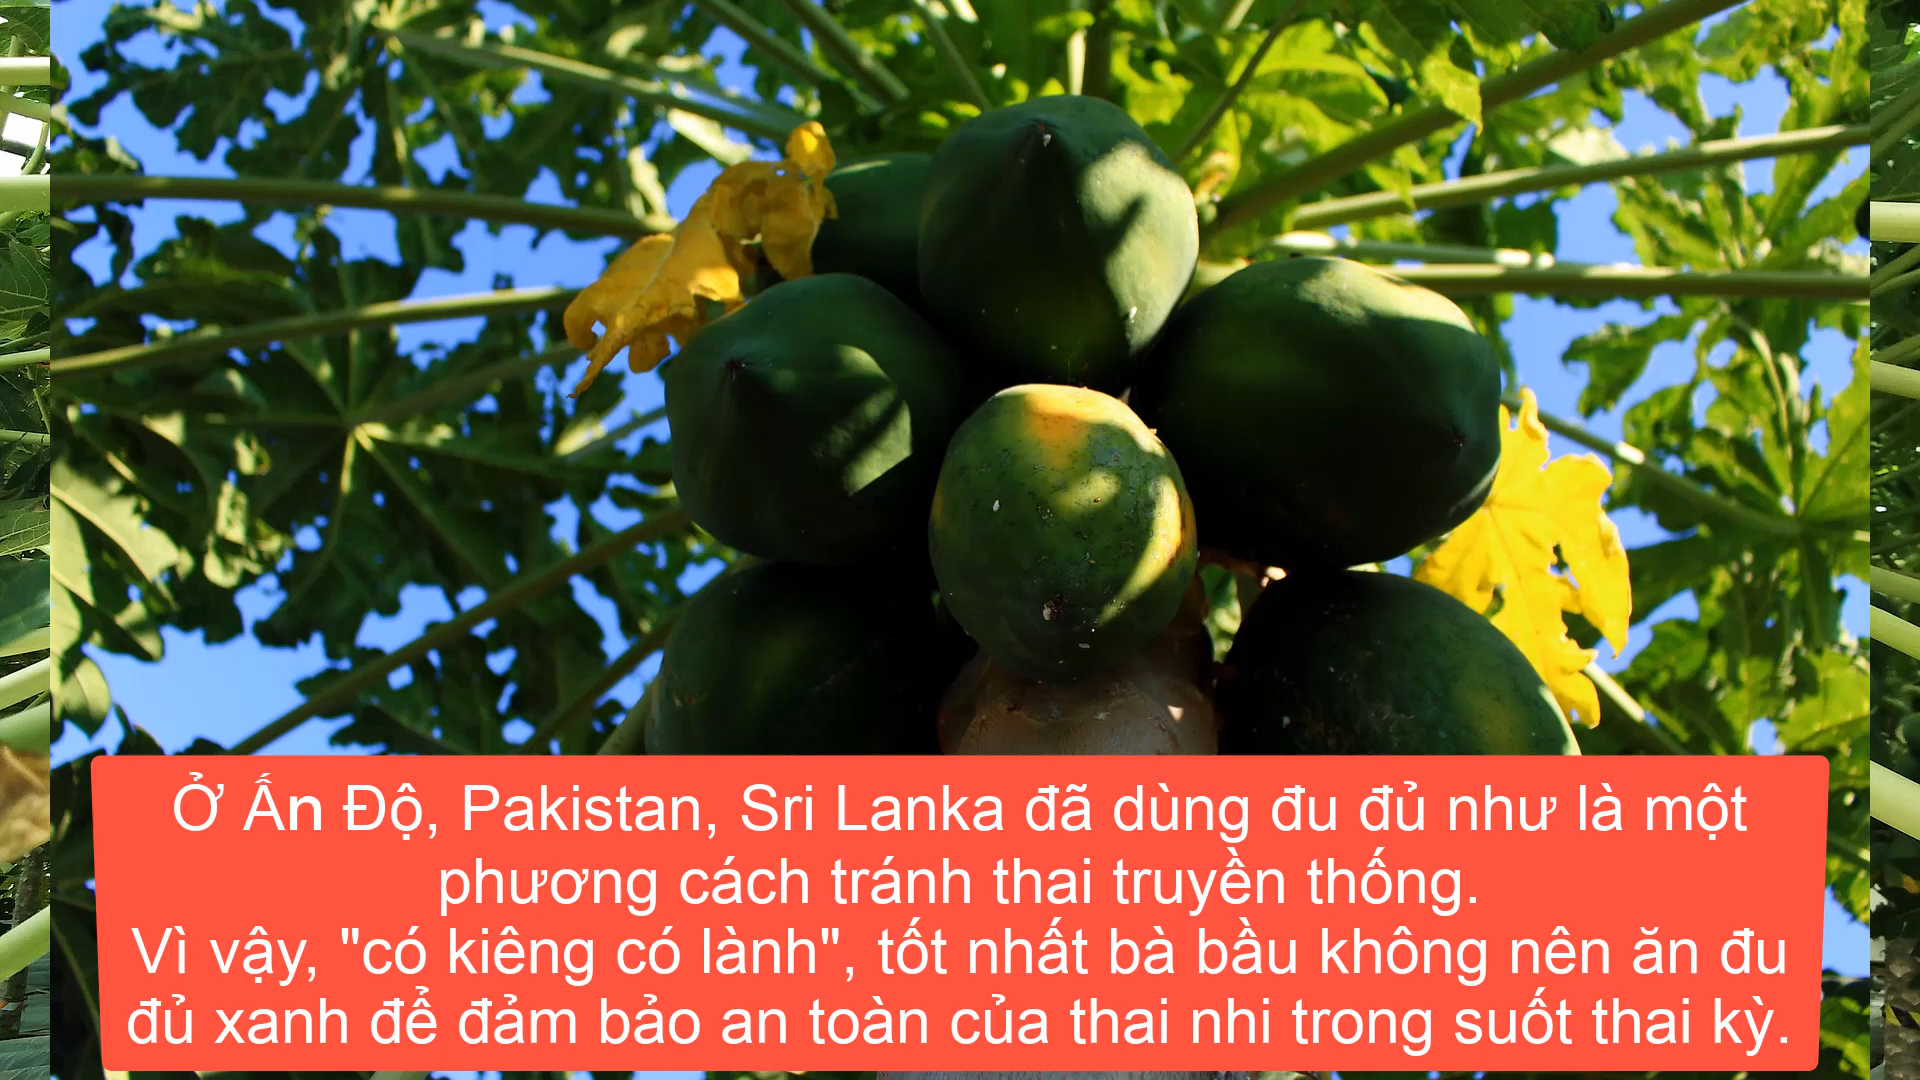 Ở Ấn Độ, Pakistan, Sri Lanka đã dùng đu đủ như là một
phương cách tránh thai truyền thống.
Vì vậy, "có kiêng có lành", tốt nhất bà bầu không nên ăn đu
đủ xanh để đảm bảo an toàn của thai nhi trong suốt thai kỳ.